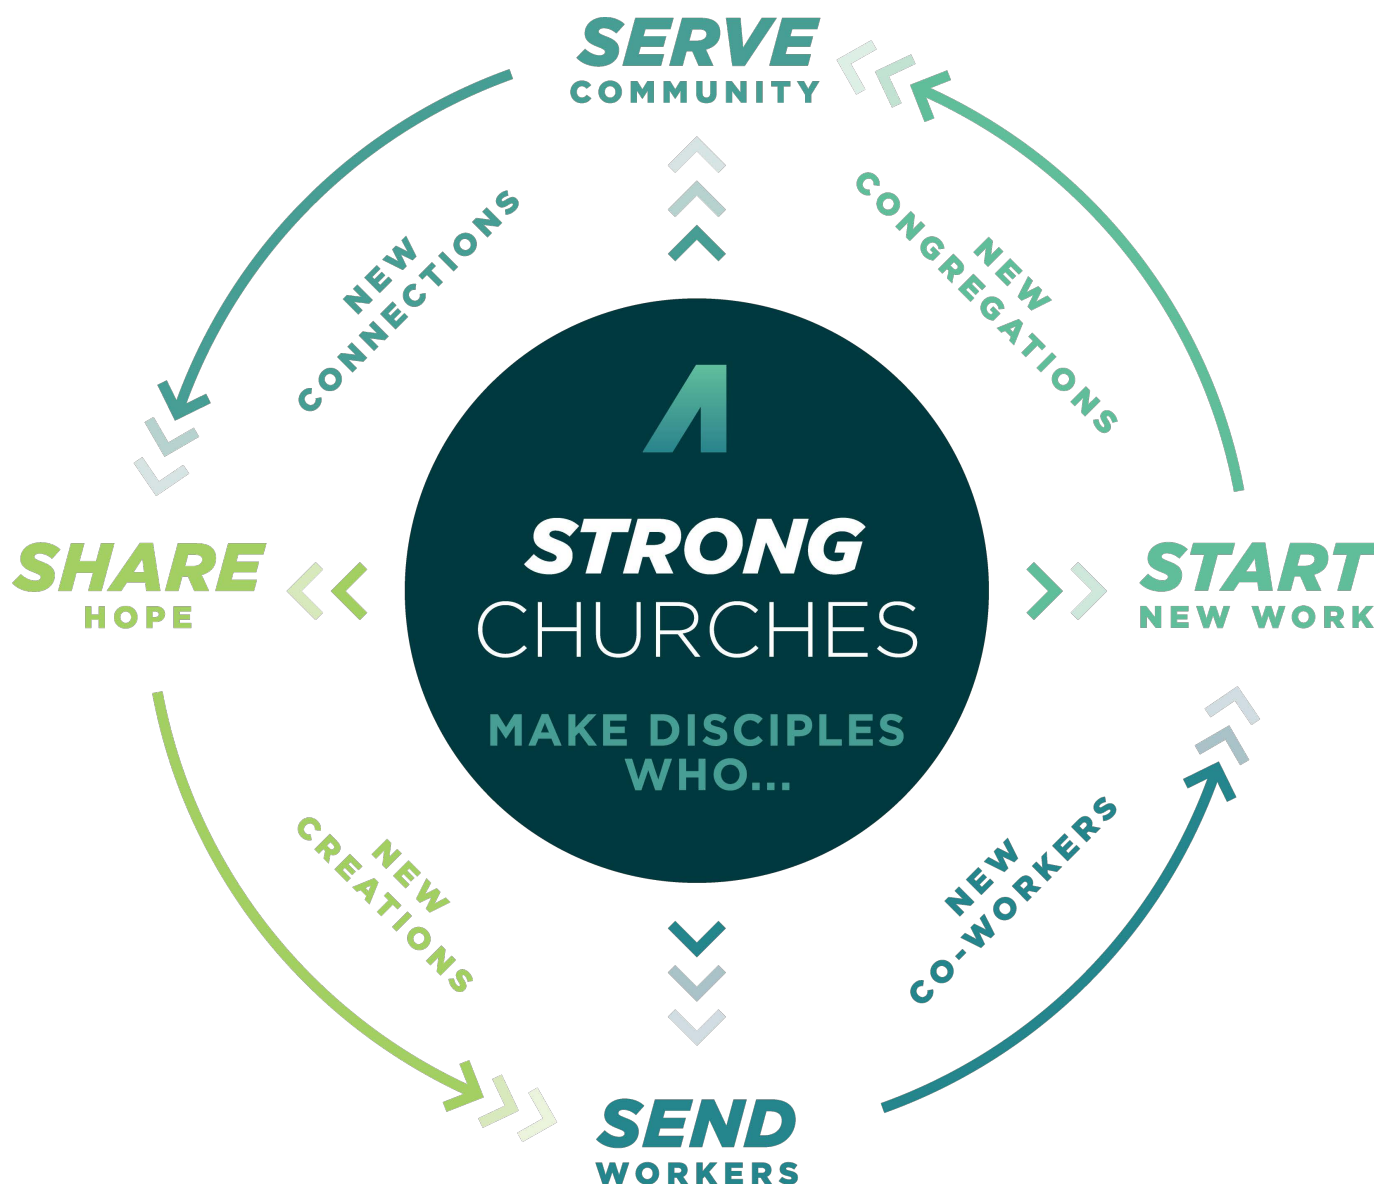 SERVE
COMMUNITY
NEW
CONNECTIONS
NEW
CONGREGATIONS
STRONG
CHURCHES
MAKE DISCIPLES
WHO...
SHARE
HOPE
START
NEW WORK
NEW
CREATIONS
NEW
CO-WORKERS
SEND
WORKERS